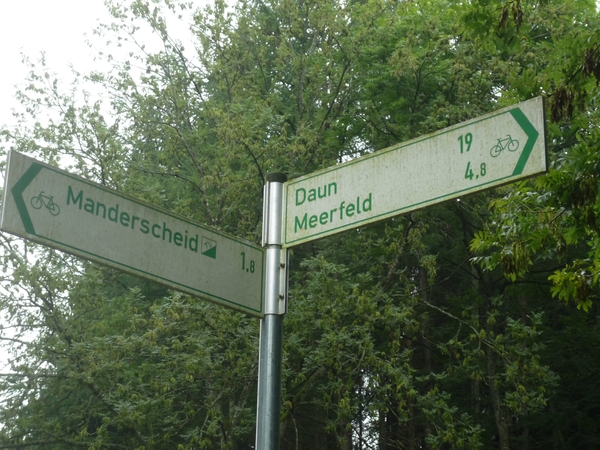 Manderscheid 1.8
Daun 19
Meerfeld 4,8